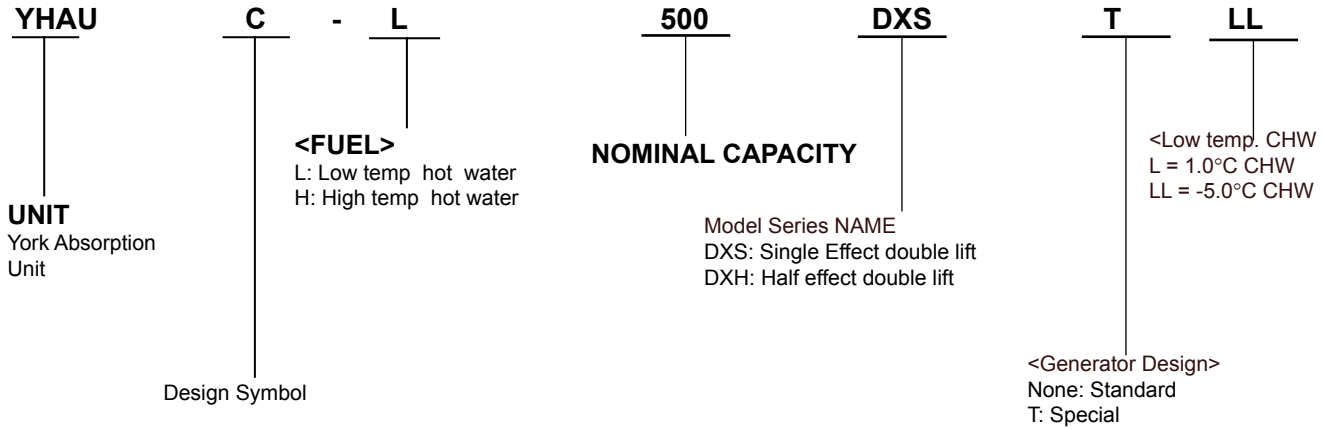 YHAU C - L 500 DXS T LL
<FUEL>
L: Low temp hot water
H: High temp hot water
NOMINAL CAPACITY
<Low temp. CHW
L = 1.0°C CHW
LL = -5.0°C CHW
UNIT
York Absorption
Unit
Model Series NAME
DXS: Single Effect double lift
DXH: Half effect double lift
Design Symbol
<Generator Design>
None: Standard
T: Special